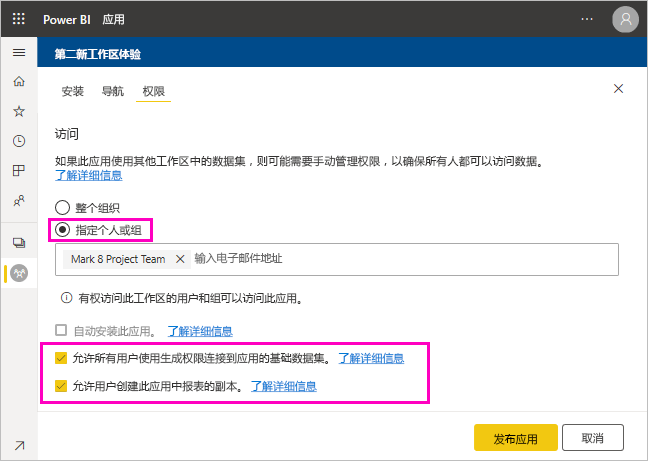 Power BI 应用 ···
第二新工作区体验
安装 导航 权限
访问
如果此应用使用其他工作区中的数据集，则可能需要手动管理权限，以确保所有人都可以访问数据。
了解详细信息
整个组织
指定个人或组
Mark 8 Project Team × 输入电子邮件地址
有权访问此工作区的用户和组可以访问此应用。
自动安装此应用。 了解详细信息
允许所有用户使用生成权限连接到应用的基础数据集。 了解详细信息
允许用户创建此应用中报表的副本。 了解详细信息
发布应用 取消